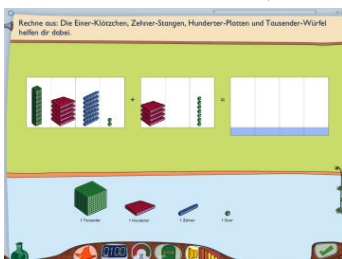 Rechne aus: Die Einer-Klötzchen, Zehner-Stangen, Hunderter-Platten und Tausender-Würfel
helfen dir dabei.
+ =
1 Tausender 1 Hunderter 1 Zehner 1 Einer
0100